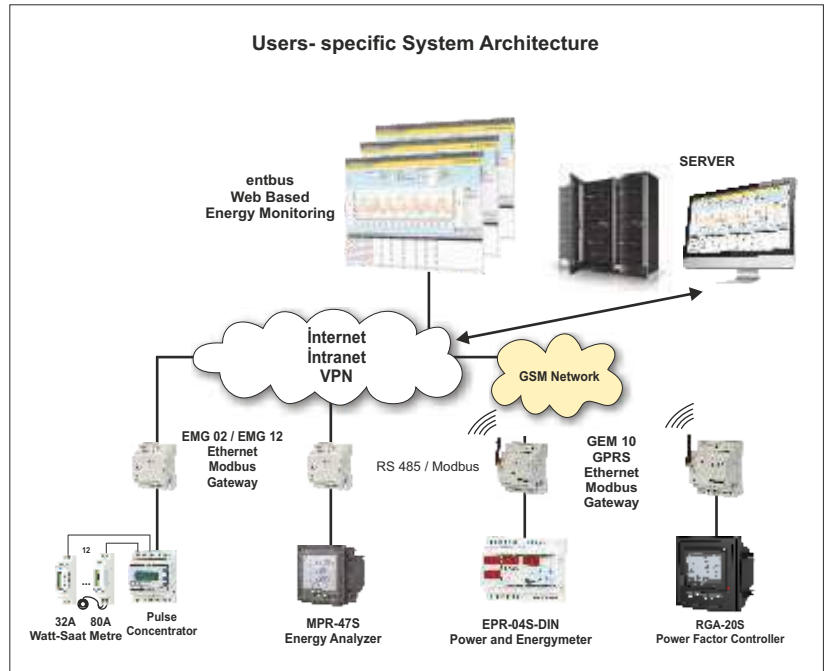 Users- specific System Architecture
entbus
Web Based
Energy Monitoring
SERVER
İnternet
İntranet
VPN
GSM Network
EMG 02 / EMG 12
Ethernet
Modbus
Gateway
RS 485 / Modbus
GEM 10
GPRS
Ethernet
Modbus
Gateway
12
...
32A 80A
Watt-Saat Metre
Pulse
Concentrator
MPR-47S
Energy Analyzer
EPR-04S-DIN
Power and Energymeter
RGA-20S
Power Factor Controller